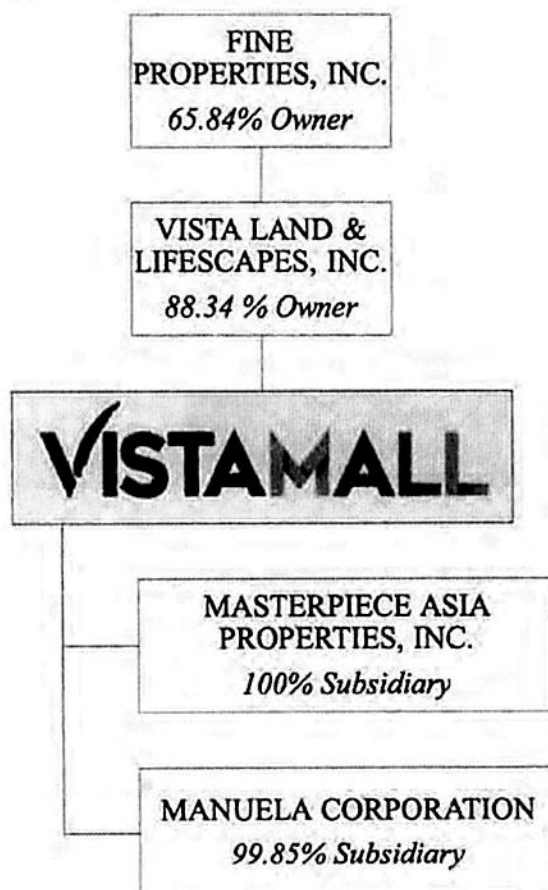 FINE
PROPERTIES, INC.
65.84% Owner
VISTA LAND &
LIFESCAPES, INC.
88.34 % Owner
VISTAMALL
MASTERPIECE ASIA
PROPERTIES, INC.
100% Subsidiary
MANUELA CORPORATION
99.85% Subsidiary